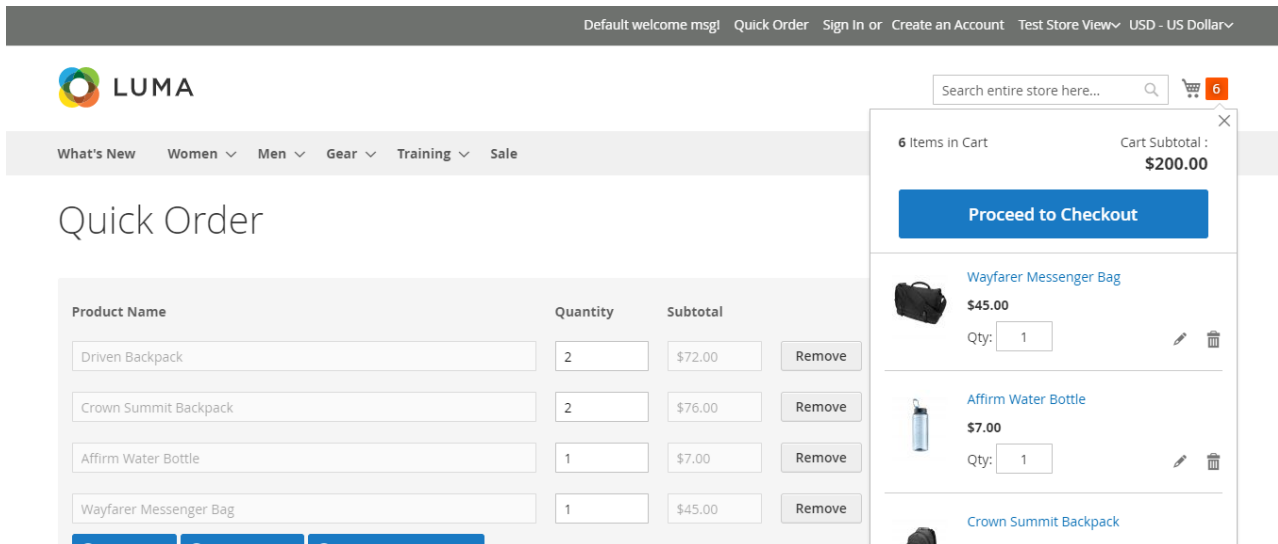 Default welcome msg! Quick Order Sign In or Create an Account Test Store View USD - US Dollar
LUMA
Search entire store here...
6
What's New Women Men Gear Training Sale
6 Items in Cart
Cart Subtotal :
$200.00
Proceed to Checkout
Quick Order
Product Name Quantity Subtotal
Driven Backpack 2 $72.00 Remove
Crown Summit Backpack 2 $76.00 Remove
Affirm Water Bottle 1 $7.00 Remove
Wayfarer Messenger Bag 1 $45.00 Remove
Wayfarer Messenger Bag
$45.00
Qty: 1
Affirm Water Bottle
$7.00
Qty: 1
Crown Summit Backpack